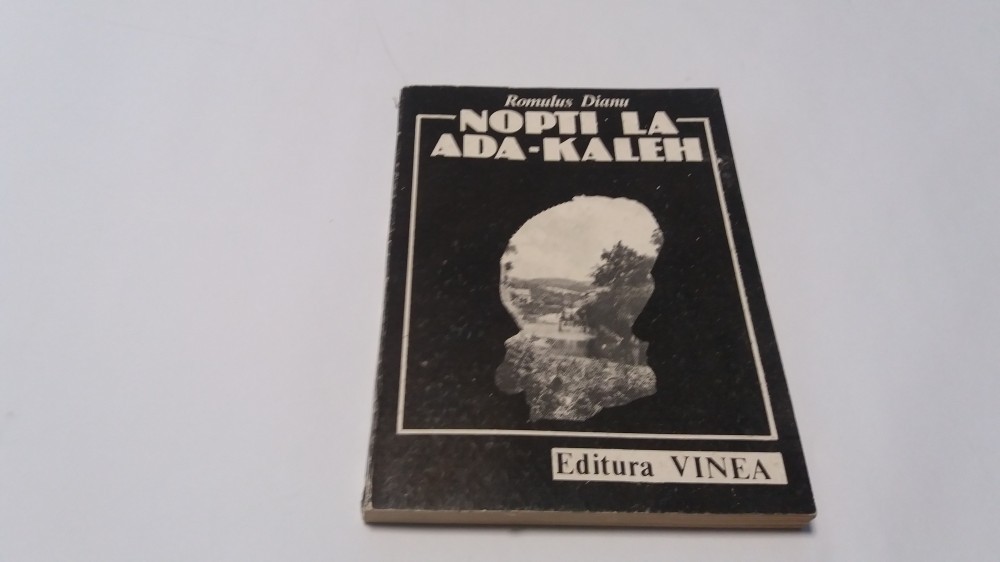 Romulus Dianu
NOPTI LA
ADA-KALEH
Editura VINEA